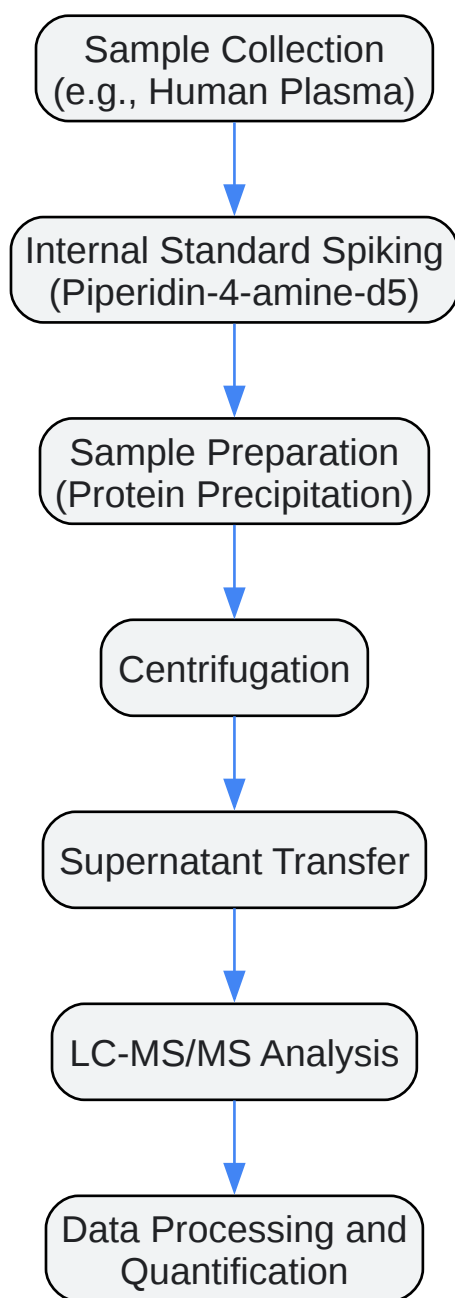 Sample Collection
(e.g., Human Plasma)
Internal Standard Spiking
(Piperidin-4-amine-d5)
Sample Preparation
(Protein Precipitation)
Centrifugation
Supernatant Transfer
LC-MS/MS Analysis
Data Processing and
Quantification